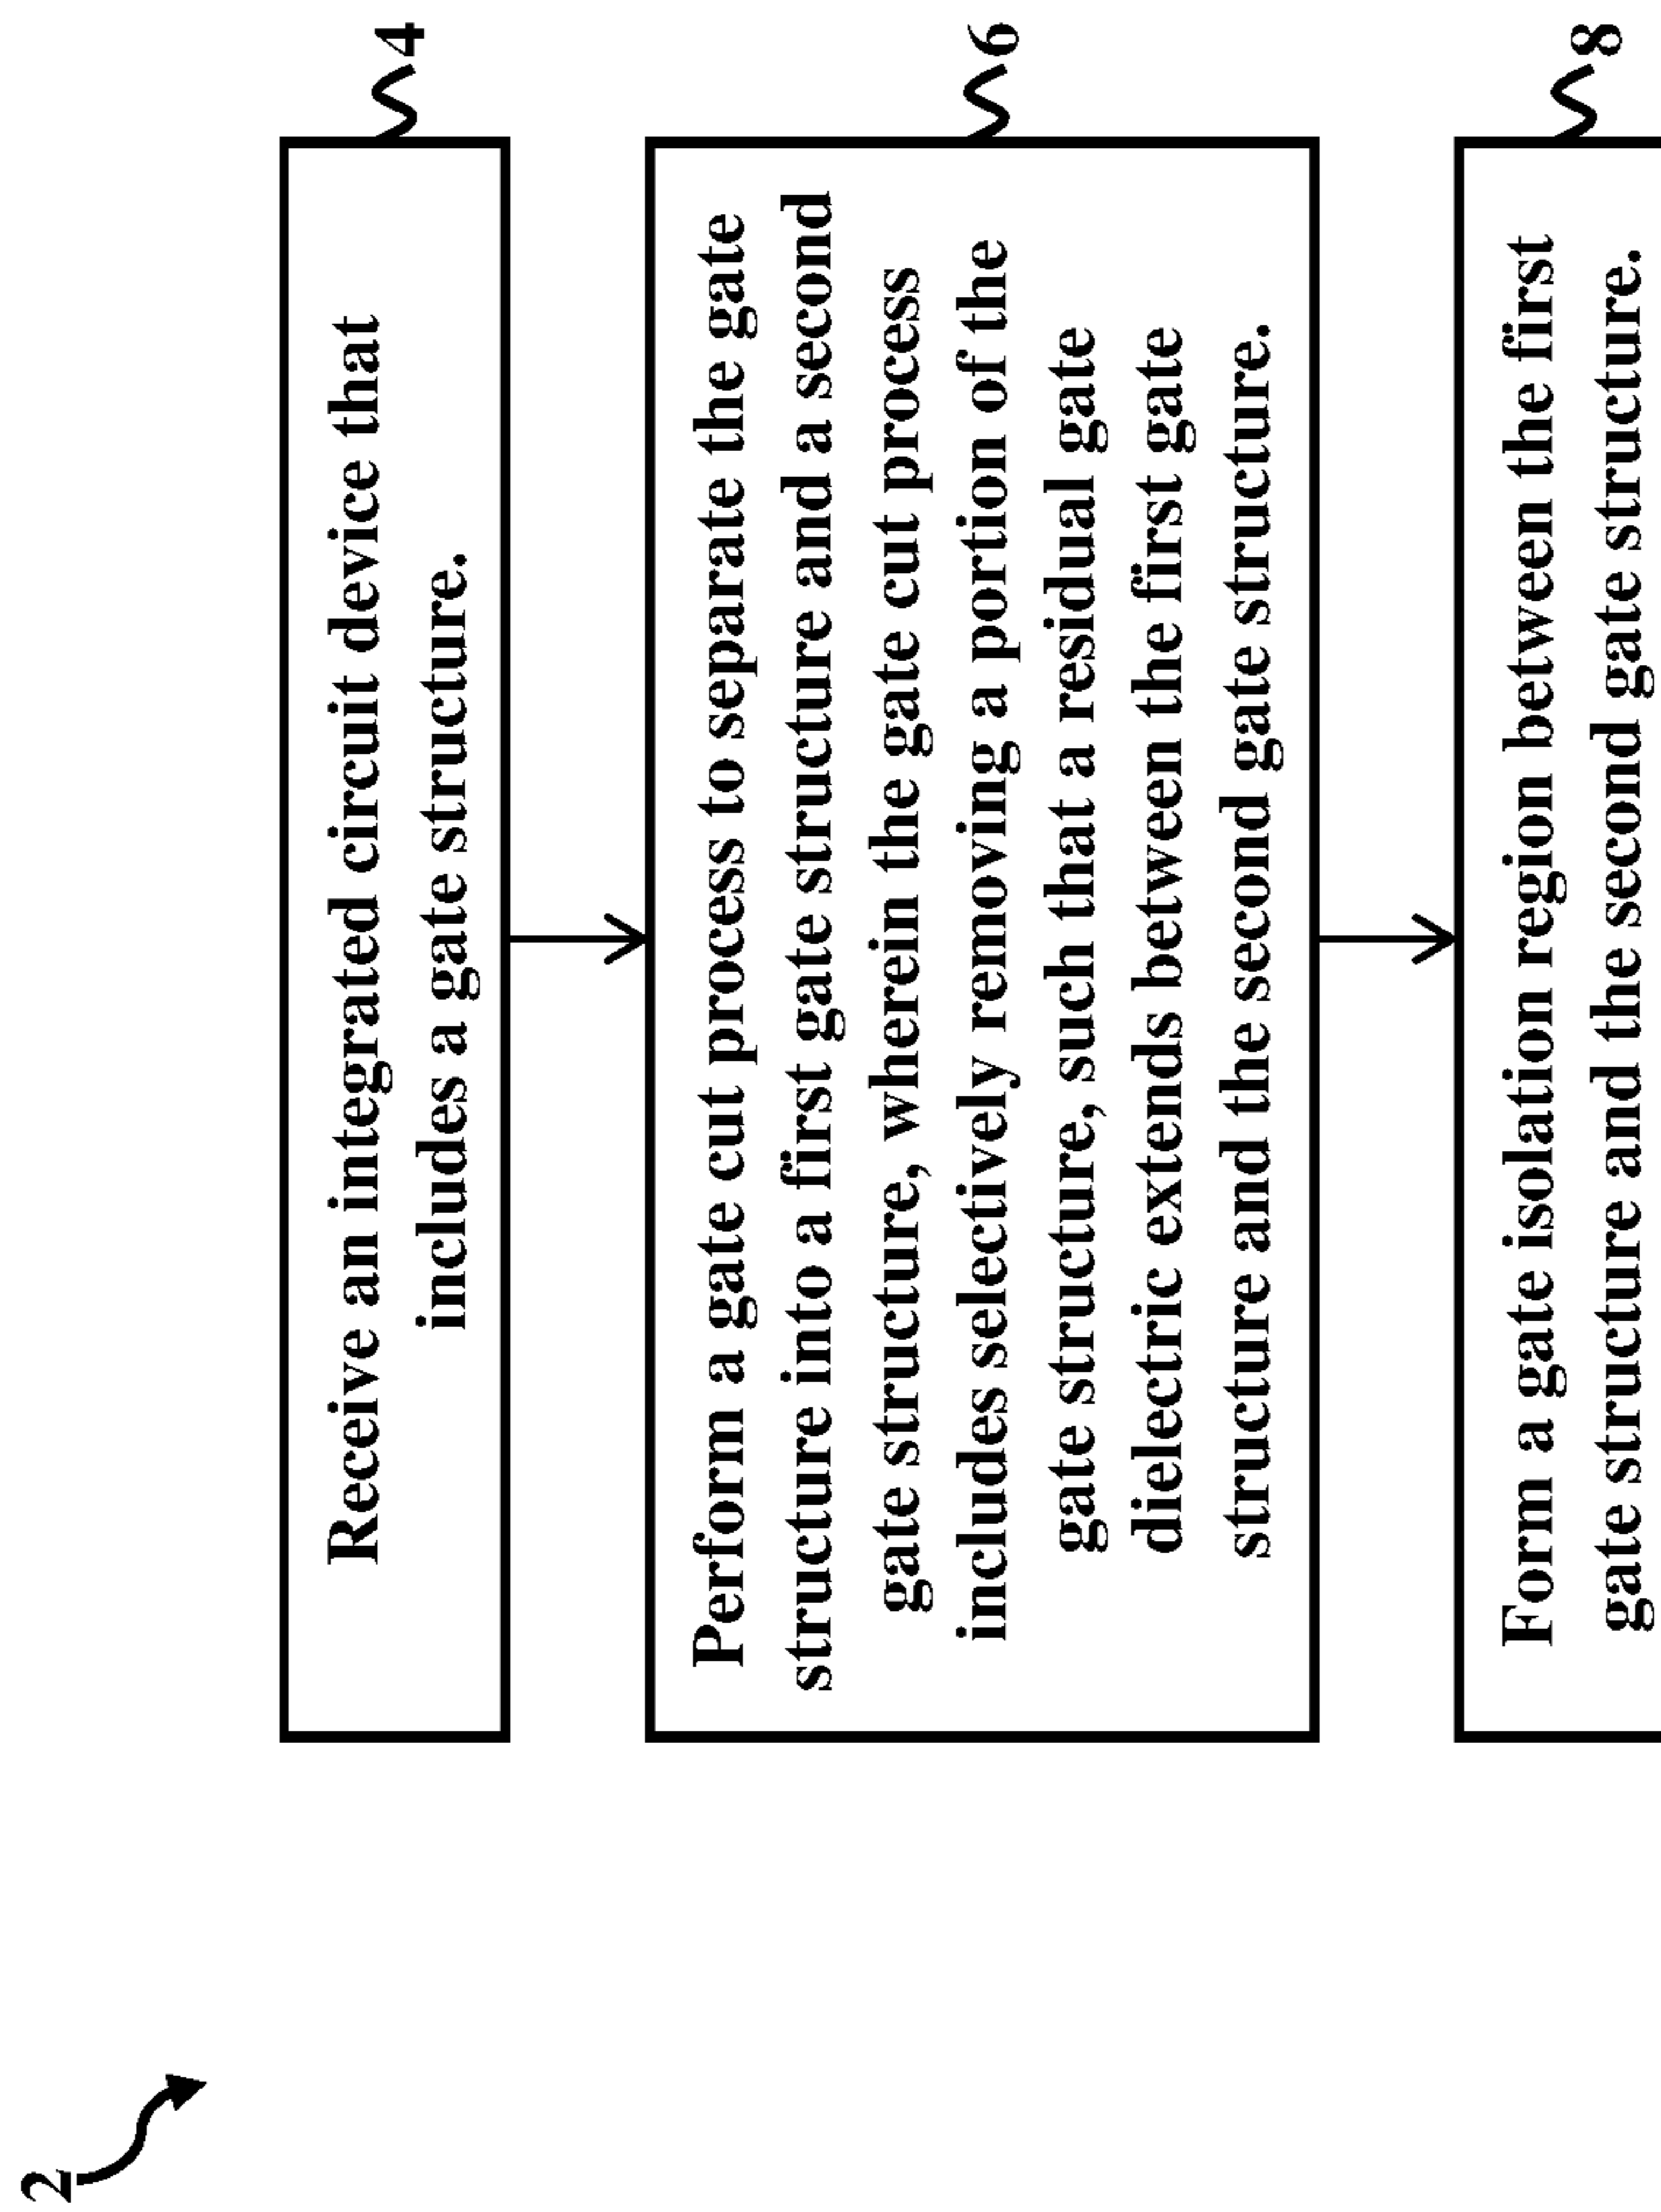 2
Receive an integrated circuit device that
includes a gate structure.
4
Perform a gate cut process to separate the gate
structure into a first gate structure and a second
gate structure, wherein the gate cut process
includes selectively removing a portion of the
gate structure, such that a residual gate
dielectric extends between the first gate
structure and the second gate structure.
6
Form a gate isolation region between the first
gate structure and the second gate structure.
8